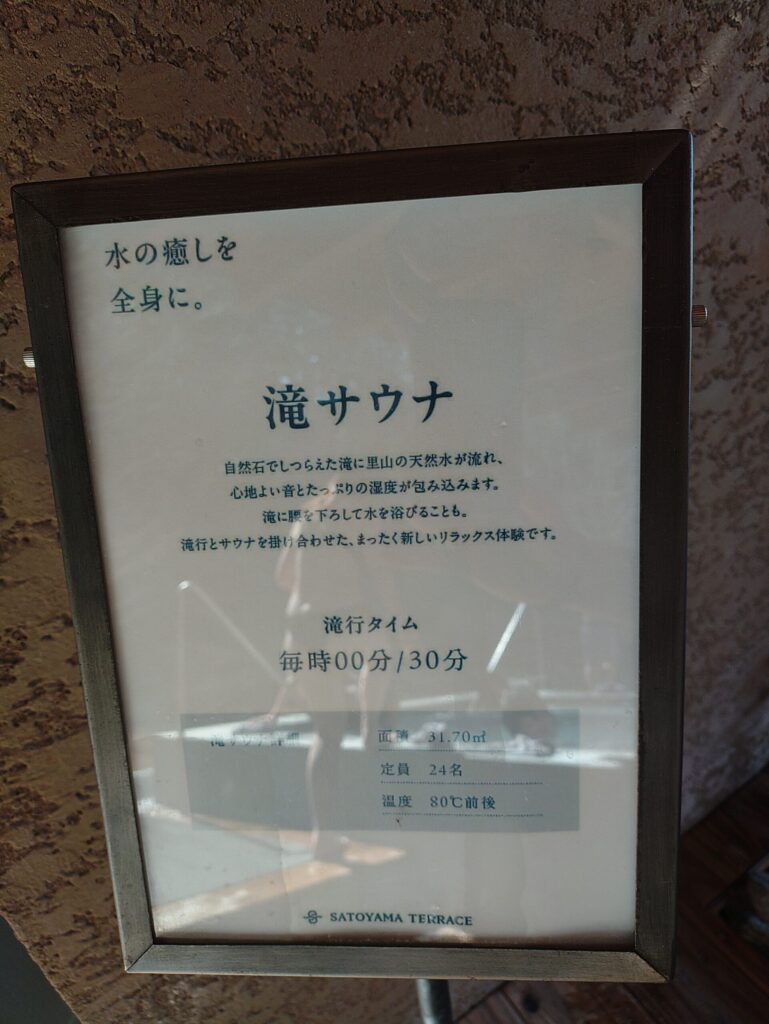 水の癒しを
全身に。
滝サウナ
自然石でしつらえた滝に里山の天然水が流れ、
心地よい音とたっぷりの湿度が包み込みます。
滝に腰を下ろして水を浴びることも。
滝行とサウナを掛け合わせた、まったく新しいリラックス体験です。
滝行タイム
毎時00分/30分
滝サウナ詳細
面積 31.70㎡
定員 24名
温度 80℃前後
SATOYAMA TERRACE